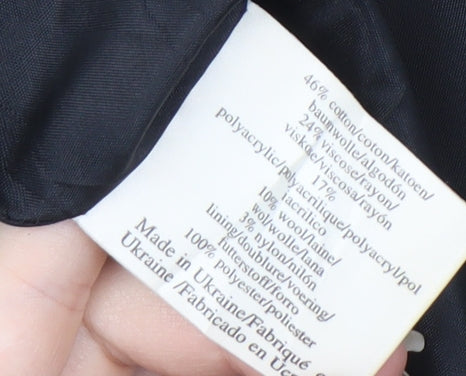 46% cotton/coton/katoen/
baumwolle/algodón
24% viscose/rayon/
viskose/viscosa/rayón
17%
polyacrylic/polyacrilique/polyacryl/pol
iacrilico
10% wool/laine/
wol/wolle/lana
3% nylon/nilón
lining/doublure/voering/
futterstoff/forro
100% polyester/poliester
Made in Ukraine/Fabriqué e
Ukraine/Fabricado en Ucr